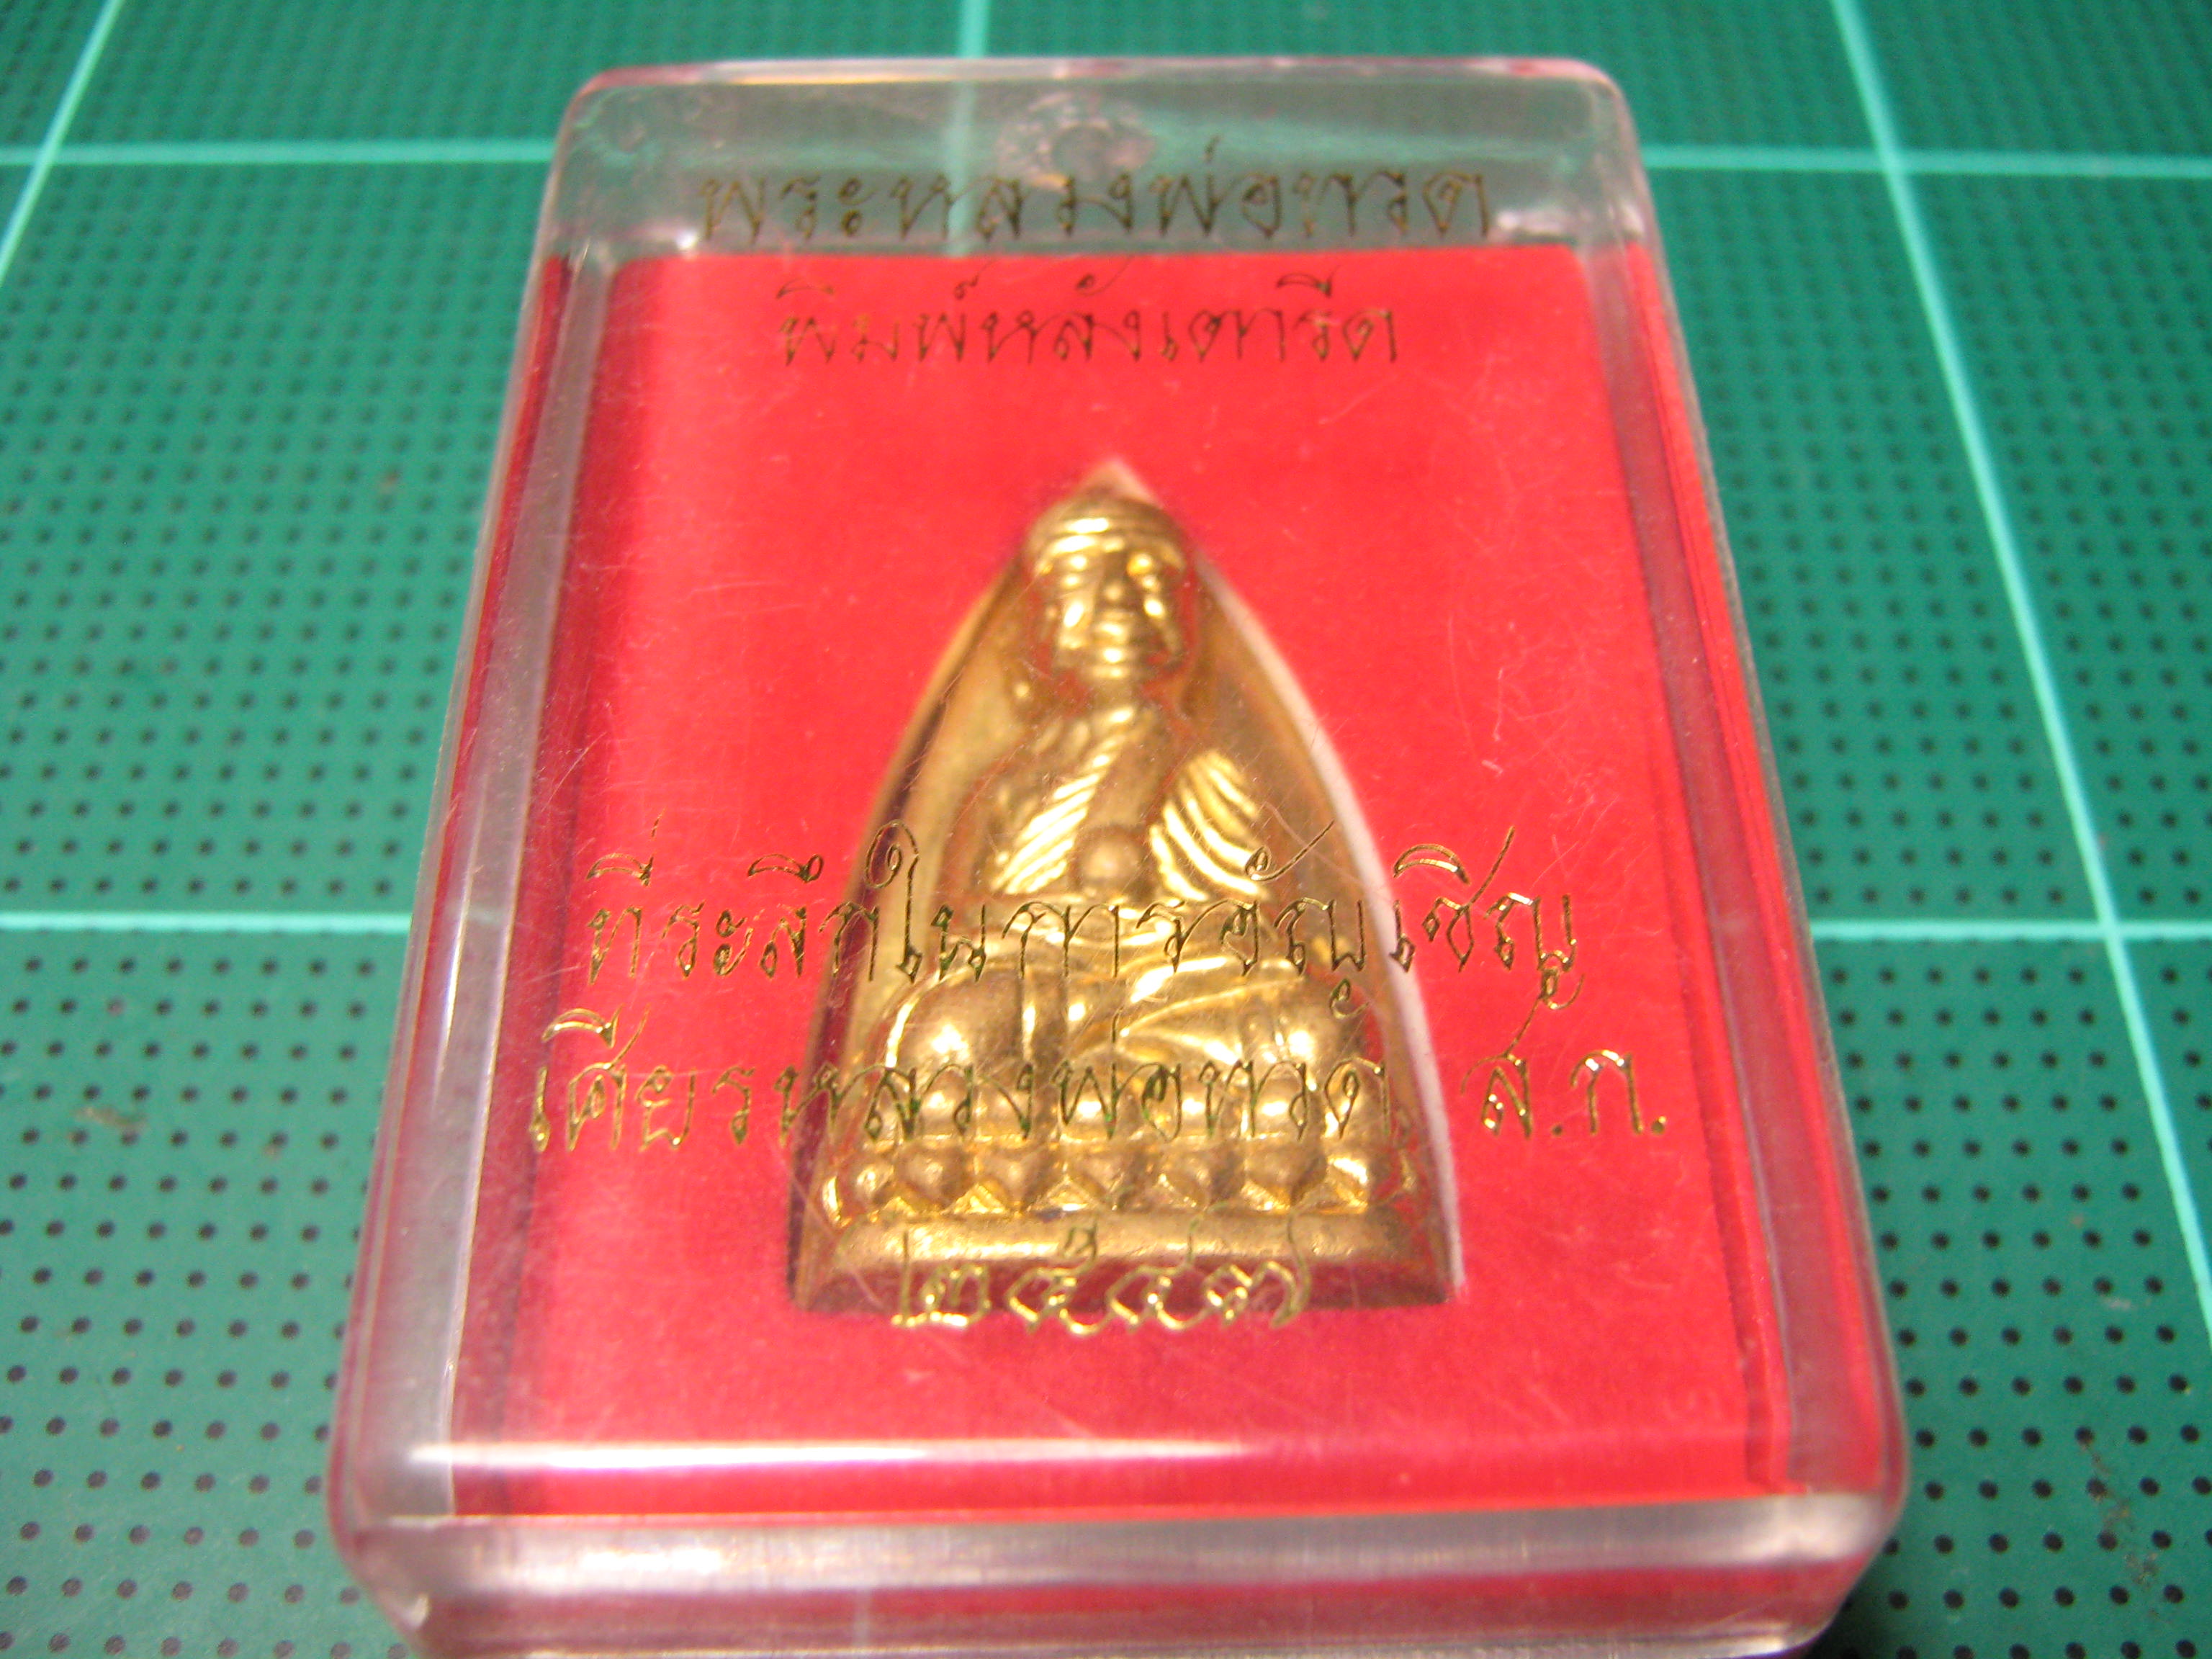 พระหลวงพ่อทวด
พิมพ์หลังเตารีด
ที่ระลึกในการอัญเชิญ
เศียรหลวงพ่อทวด ส.ก.
๒๕๔๗